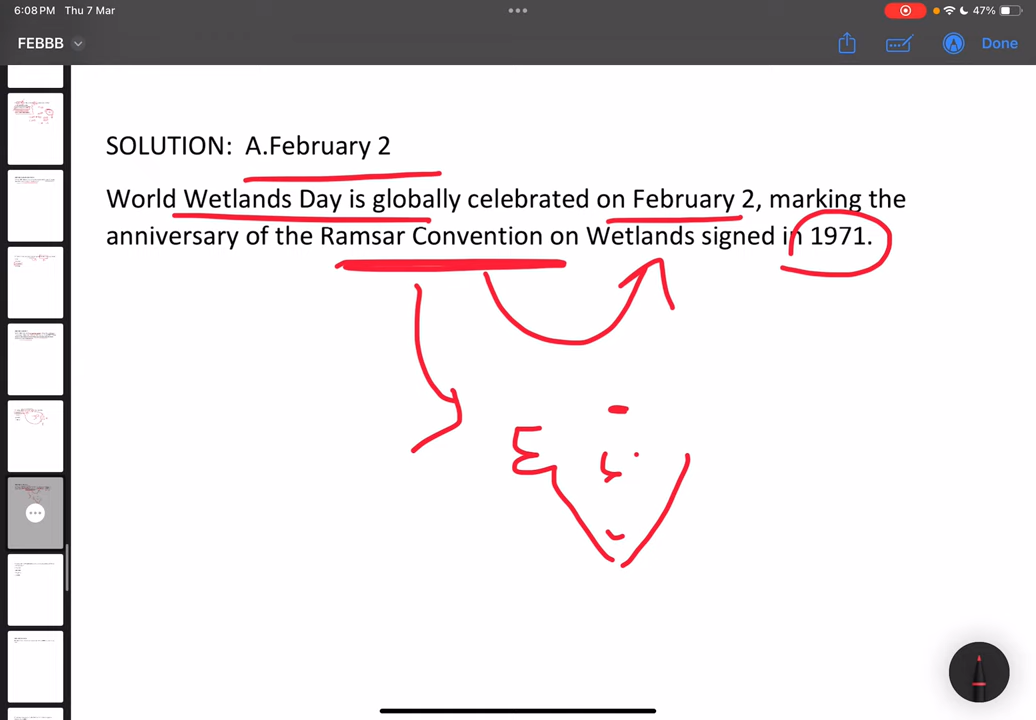 6:08 PM Thu 7 Mar
47%
FEBBB
Done
SOLUTION: A.February 2
World Wetlands Day is globally celebrated on February 2, marking the
anniversary of the Ramsar Convention on Wetlands signed in 1971.